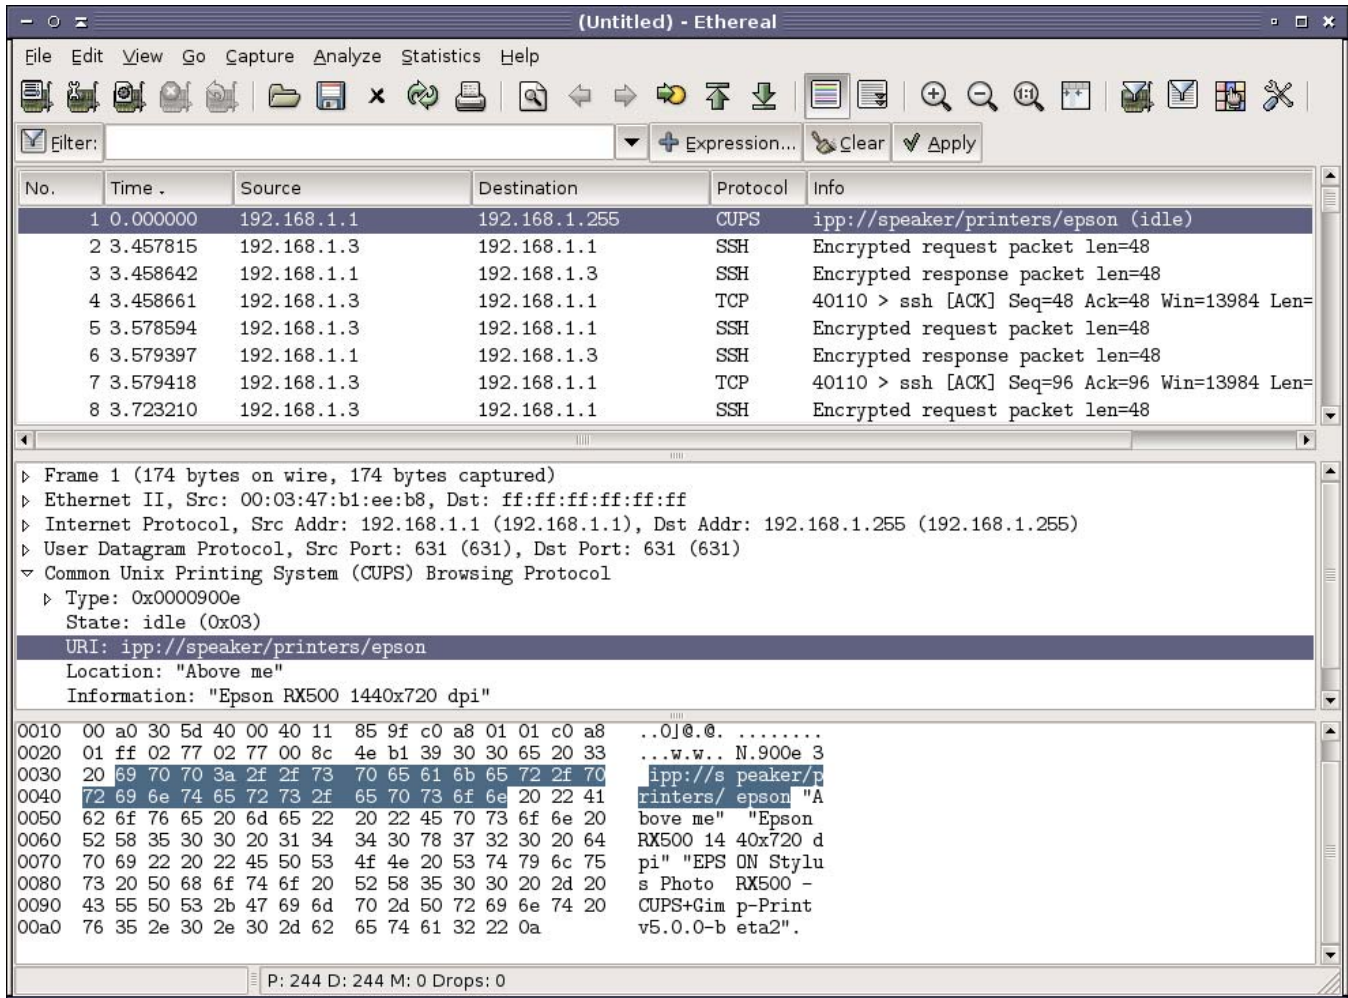 (Untitled) - Ethereal
File Edit View Go Capture Analyze Statistics Help
Filter: Expression... Clear Apply
No. Time . Source Destination Protocol Info
1 0.000000 192.168.1.1 192.168.1.255 CUPS ipp://speaker/printers/epson (idle)
2 3.457815 192.168.1.3 192.168.1.1 SSH Encrypted request packet len=48
3 3.458642 192.168.1.1 192.168.1.3 SSH Encrypted response packet len=48
4 3.458661 192.168.1.3 192.168.1.1 TCP 40110 > ssh [ACK] Seq=48 Ack=48 Win=13984 Len=
5 3.578594 192.168.1.3 192.168.1.1 SSH Encrypted request packet len=48
6 3.579397 192.168.1.1 192.168.1.3 SSH Encrypted response packet len=48
7 3.579418 192.168.1.3 192.168.1.1 TCP 40110 > ssh [ACK] Seq=96 Ack=96 Win=13984 Len=
8 3.723210 192.168.1.3 192.168.1.1 SSH Encrypted request packet len=48
Frame 1 (174 bytes on wire, 174 bytes captured)
Ethernet II, Src: 00:03:47:b1:ee:b8, Dst: ff:ff:ff:ff:ff:ff
Internet Protocol, Src Addr: 192.168.1.1 (192.168.1.1), Dst Addr: 192.168.1.255 (192.168.1.255)
User Datagram Protocol, Src Port: 631 (631), Dst Port: 631 (631)
Common Unix Printing System (CUPS) Browsing Protocol
Type: 0x0000900e
State: idle (0x03)
URI: ipp://speaker/printers/epson
Location: "Above me"
Information: "Epson RX500 1440x720 dpi"
0010 00 a0 30 5d 40 00 40 11 85 9f c0 a8 01 01 c0 a8 ..0]@.@. ........
0020 01 ff 02 77 02 77 00 8c 4e b1 39 30 30 65 20 33 ...w.w.. N.900e 3
0030 20 69 70 70 3a 2f 2f 73 70 65 61 6b 65 72 2f 70 ipp://s peaker/p
0040 72 69 6e 74 65 72 73 2f 65 70 73 6f 6e 20 22 41 rinters/ epson "A
0050 62 6f 76 65 20 6d 65 22 20 22 45 70 73 6f 6e 20 bove me" "Epson
0060 52 58 35 30 30 20 31 34 34 30 78 37 32 30 20 64 RX500 14 40x720 d
0070 70 69 22 20 22 45 50 53 4f 4e 20 53 74 79 6c 75 pi" "EPS ON Stylu
0080 73 20 50 68 6f 74 6f 20 52 58 35 30 30 20 2d 20 s Photo RX500 -
0090 43 55 50 53 2b 47 69 6d 70 2d 50 72 69 6e 74 20 CUPS+Gim p-Print
00a0 76 35 2e 30 2e 30 2d 62 65 74 61 32 22 0a v5.0.0-b eta2".
P: 244 D: 244 M: 0 Drops: 0